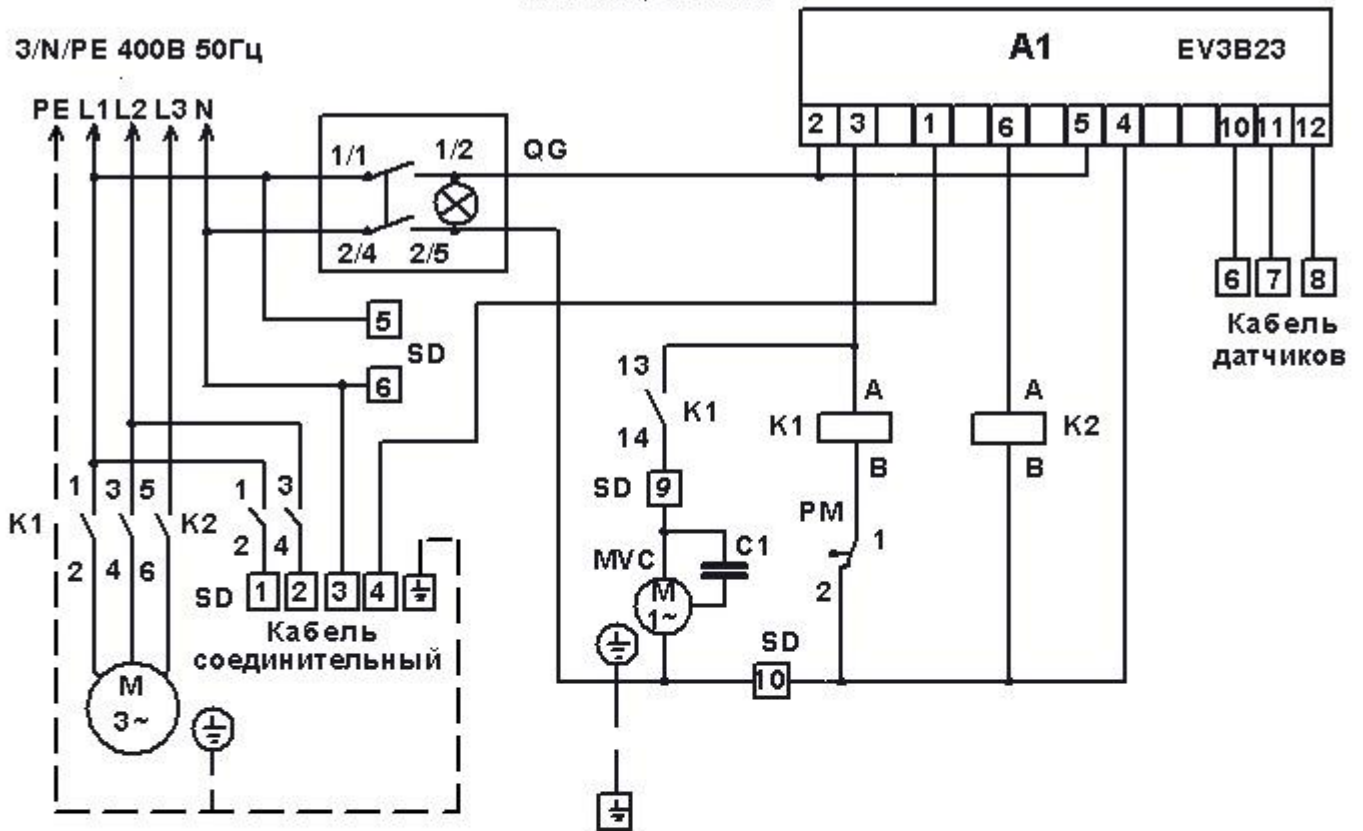 3/N/PE 400В 50Гц
A1 EV3B23
PE L1 L2 L3 N
2 3 1 6 5 4 10 11 12
1/1 1/2 QG
2/4 2/5
6 7 8
Кабель
датчиков
5
SD
6
13
K1
14
A
K1
B
A
K2
B
1 3 5
K1 K2
2 4 6
1 3
2 4
SD 9
PM
1
2
MVC C1
M
1~
SD 1 2 3 4
Кабель
соединительный
SD
10
M
3~